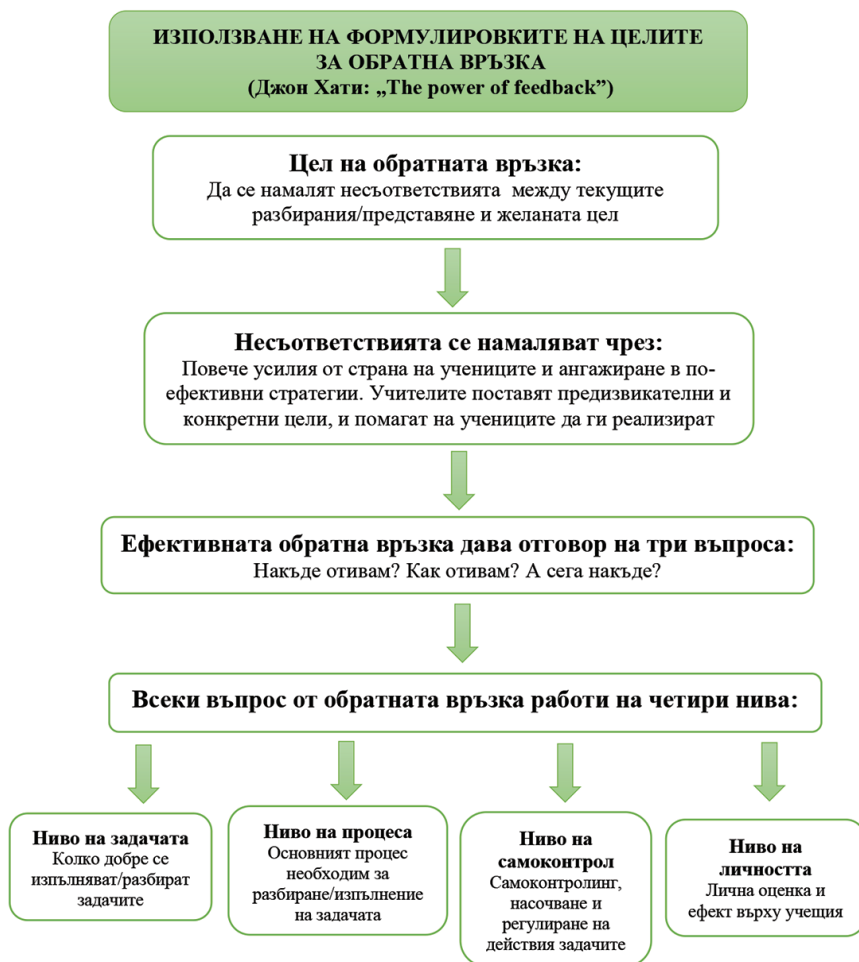 ИЗПОЛЗВАНЕ НА ФОРМУЛИРОВКИТЕ НА ЦЕЛИТЕ
ЗА ОБРАТНА ВРЪЗКА
(Джон Хати: „The power of feedback”)
Цел на обратната връзка:
Да се намалят несъответствията между текущите
разбирания/представяне и желаната цел
Несъответствията се намаляват чрез:
Повече усилия от страна на учениците и ангажиране в по-
ефективни стратегии. Учителите поставят предизвикателни и
конкретни цели, и помагат на учениците да ги реализират
Ефективната обратна връзка дава отговор на три въпроса:
Накъде отивам? Как отивам? А сега накъде?
Всеки въпрос от обратната връзка работи на четири нива:
Ниво на задачата
Колко добре се
изпълняват/разбират
задачите
Ниво на процеса
Основният процес
необходим за
разбиране/изпълнение
на задачата
Ниво на
самоконтрол
Самоконтролинг,
насочване и
регулиране на
действия задачите
Ниво на
личността
Лична оценка и
ефект върху учещия